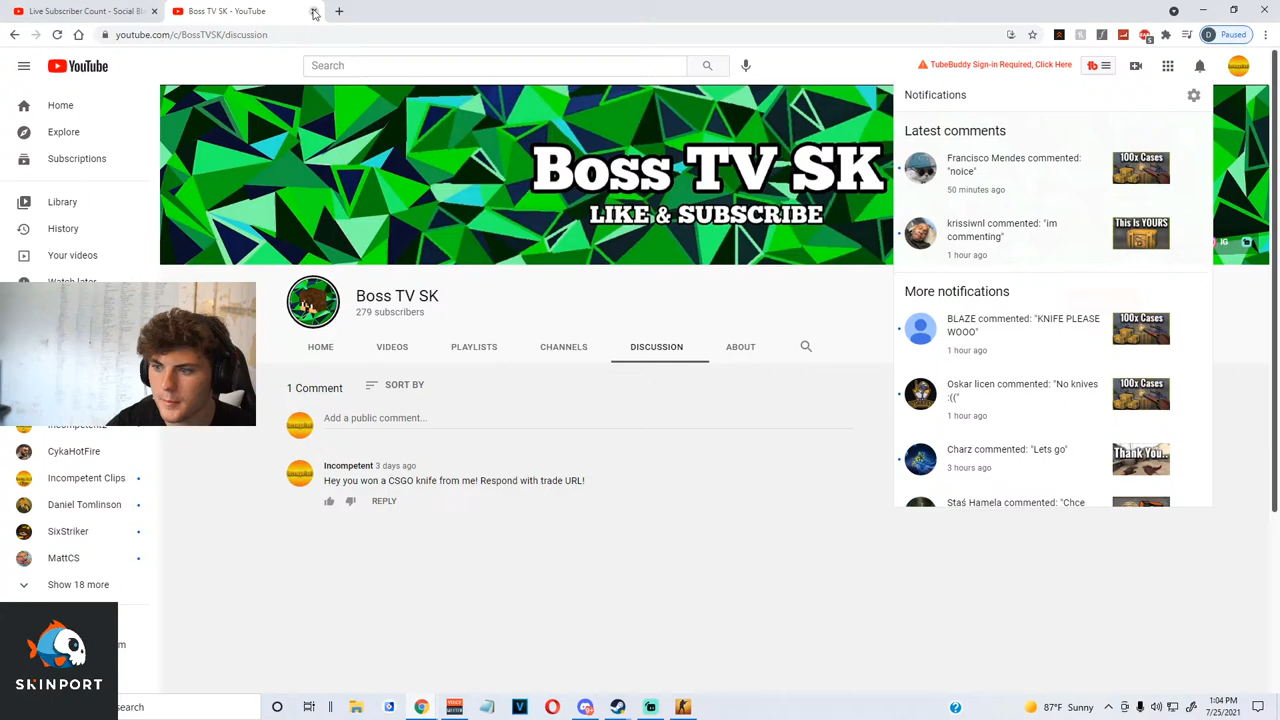 Live Subscriber Count - Social Bl
Boss TV SK - YouTube
youtube.com/c/BossTVSK/discussion
Paused
YouTube
Search
TubeBuddy Sign-in Required, Click Here
Home
Explore
Subscriptions
Library
History
Your videos
CykaHotFire
Incompetent Clips
Daniel Tomlinson
SixStriker
MattCS
Show 18 more
Boss TV SK
LIKE & SUBSCRIBE
IG
Boss TV SK
279 subscribers
HOME
VIDEOS
PLAYLISTS
CHANNELS
DISCUSSION
ABOUT
1 Comment
SORT BY
Add a public comment...
Incompetent 3 days ago
Hey you won a CSGO knife from me! Respond with trade URL!
REPLY
Notifications
Latest comments
Francisco Mendes commented:
"noice"
50 minutes ago
100x Cases
krissiwnl commented: "im
commenting"
1 hour ago
This Is YOURS
More notifications
BLAZE commented: "KNIFE PLEASE
WOOO"
1 hour ago
100x Cases
Oskar licen commented: "No knives
:(("
1 hour ago
100x Cases
Charz commented: "Lets go"
3 hours ago
Thank You..
Staś Hamela commented: "Chce
SKINPORT
earch
87°F Sunny
1:04 PM
7/25/2021